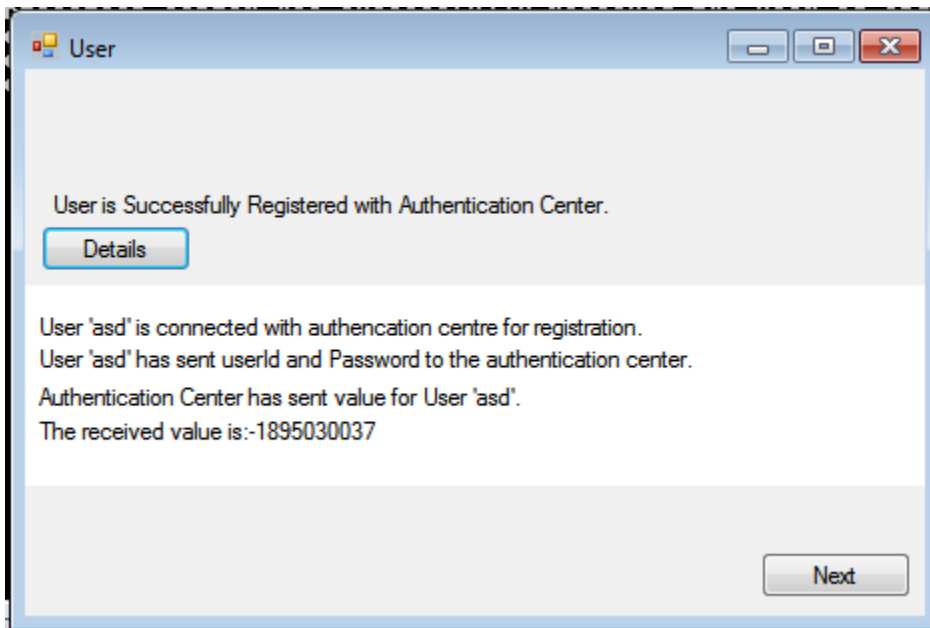 User
User is Successfully Registered with Authentication Center.
Details
User 'asd' is connected with authencation centre for registration.
User 'asd' has sent userId and Password to the authentication center.
Authentication Center has sent value for User 'asd'.
The received value is:-1895030037
Next